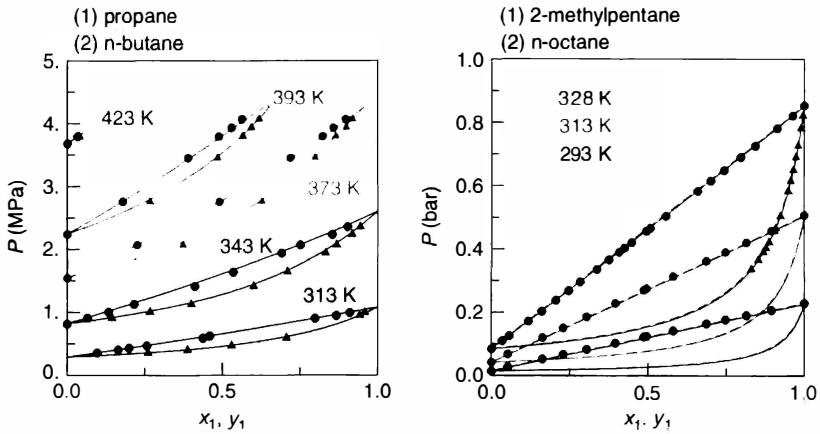 (1) propane
(2) n-butane
5.
4.
3.
2.
1.
0.
P (MPa)
423 K
393 K
373 K
343 K
313 K
0.0
0.5
1.0
x₁, y₁
(1) 2-methylpentane
(2) n-octane
1.0
0.8
0.6
0.4
0.2
0.0
P (bar)
328 K
313 K
293 K
0.0
0.5
1.0
x₁. y₁